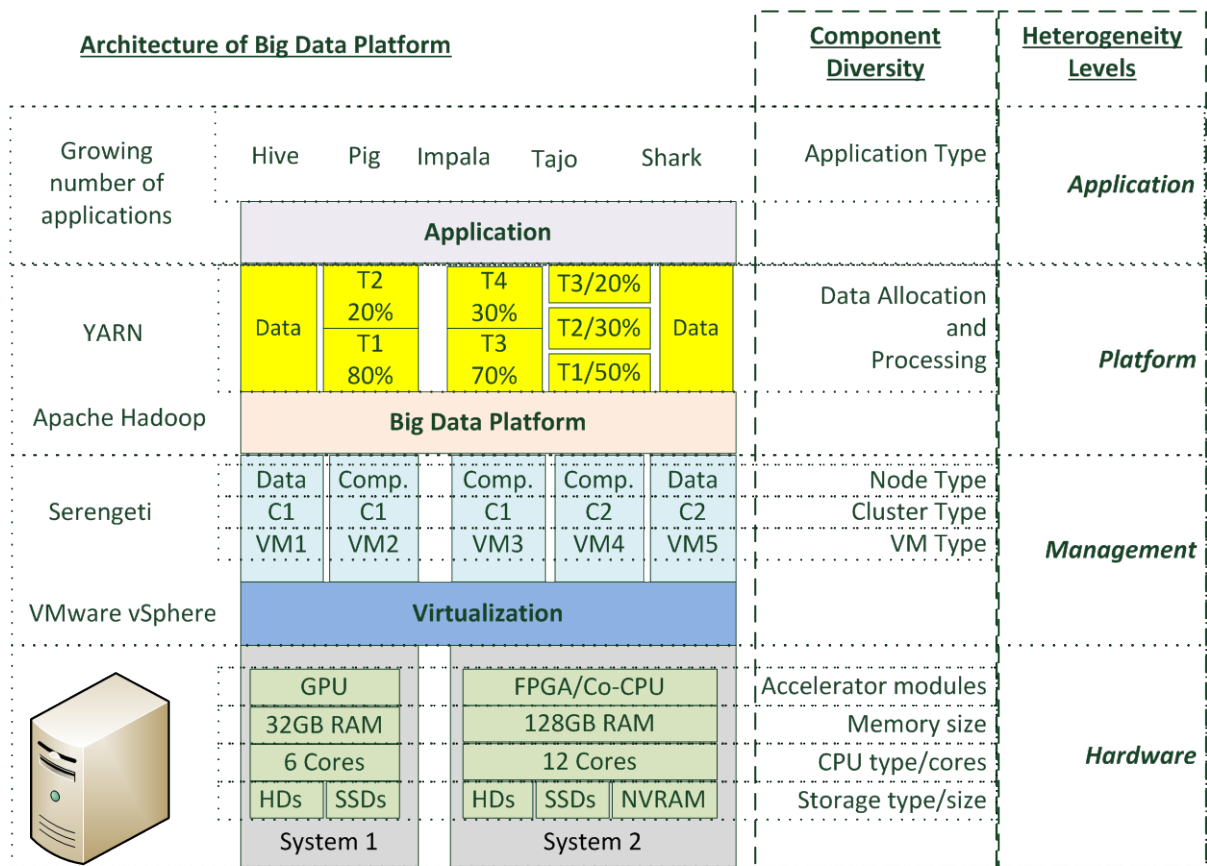 Architecture of Big Data Platform
Component
Diversity
Heterogeneity
Levels
Growing
number of
applications
Hive
Pig
Impala
Tajo
Shark
Application Type
Application
Application
YARN
Data
T2
20%
T1
80%
T4
30%
T3
70%
T3/20%
T2/30%
T1/50%
Data
Data Allocation
and
Processing
Platform
Apache Hadoop
Big Data Platform
Serengeti
Data
C1
VM1
Comp.
C1
VM2
Comp.
C1
VM3
Comp.
C2
VM4
Data
C2
VM5
Node Type
Cluster Type
VM Type
Management
VMware vSphere
Virtualization
GPU
32GB RAM
6 Cores
HDs
SSDs
System 1
FPGA/Co-CPU
128GB RAM
12 Cores
HDs
SSDs
NVRAM
System 2
Accelerator modules
Memory size
CPU type/cores
Storage type/size
Hardware